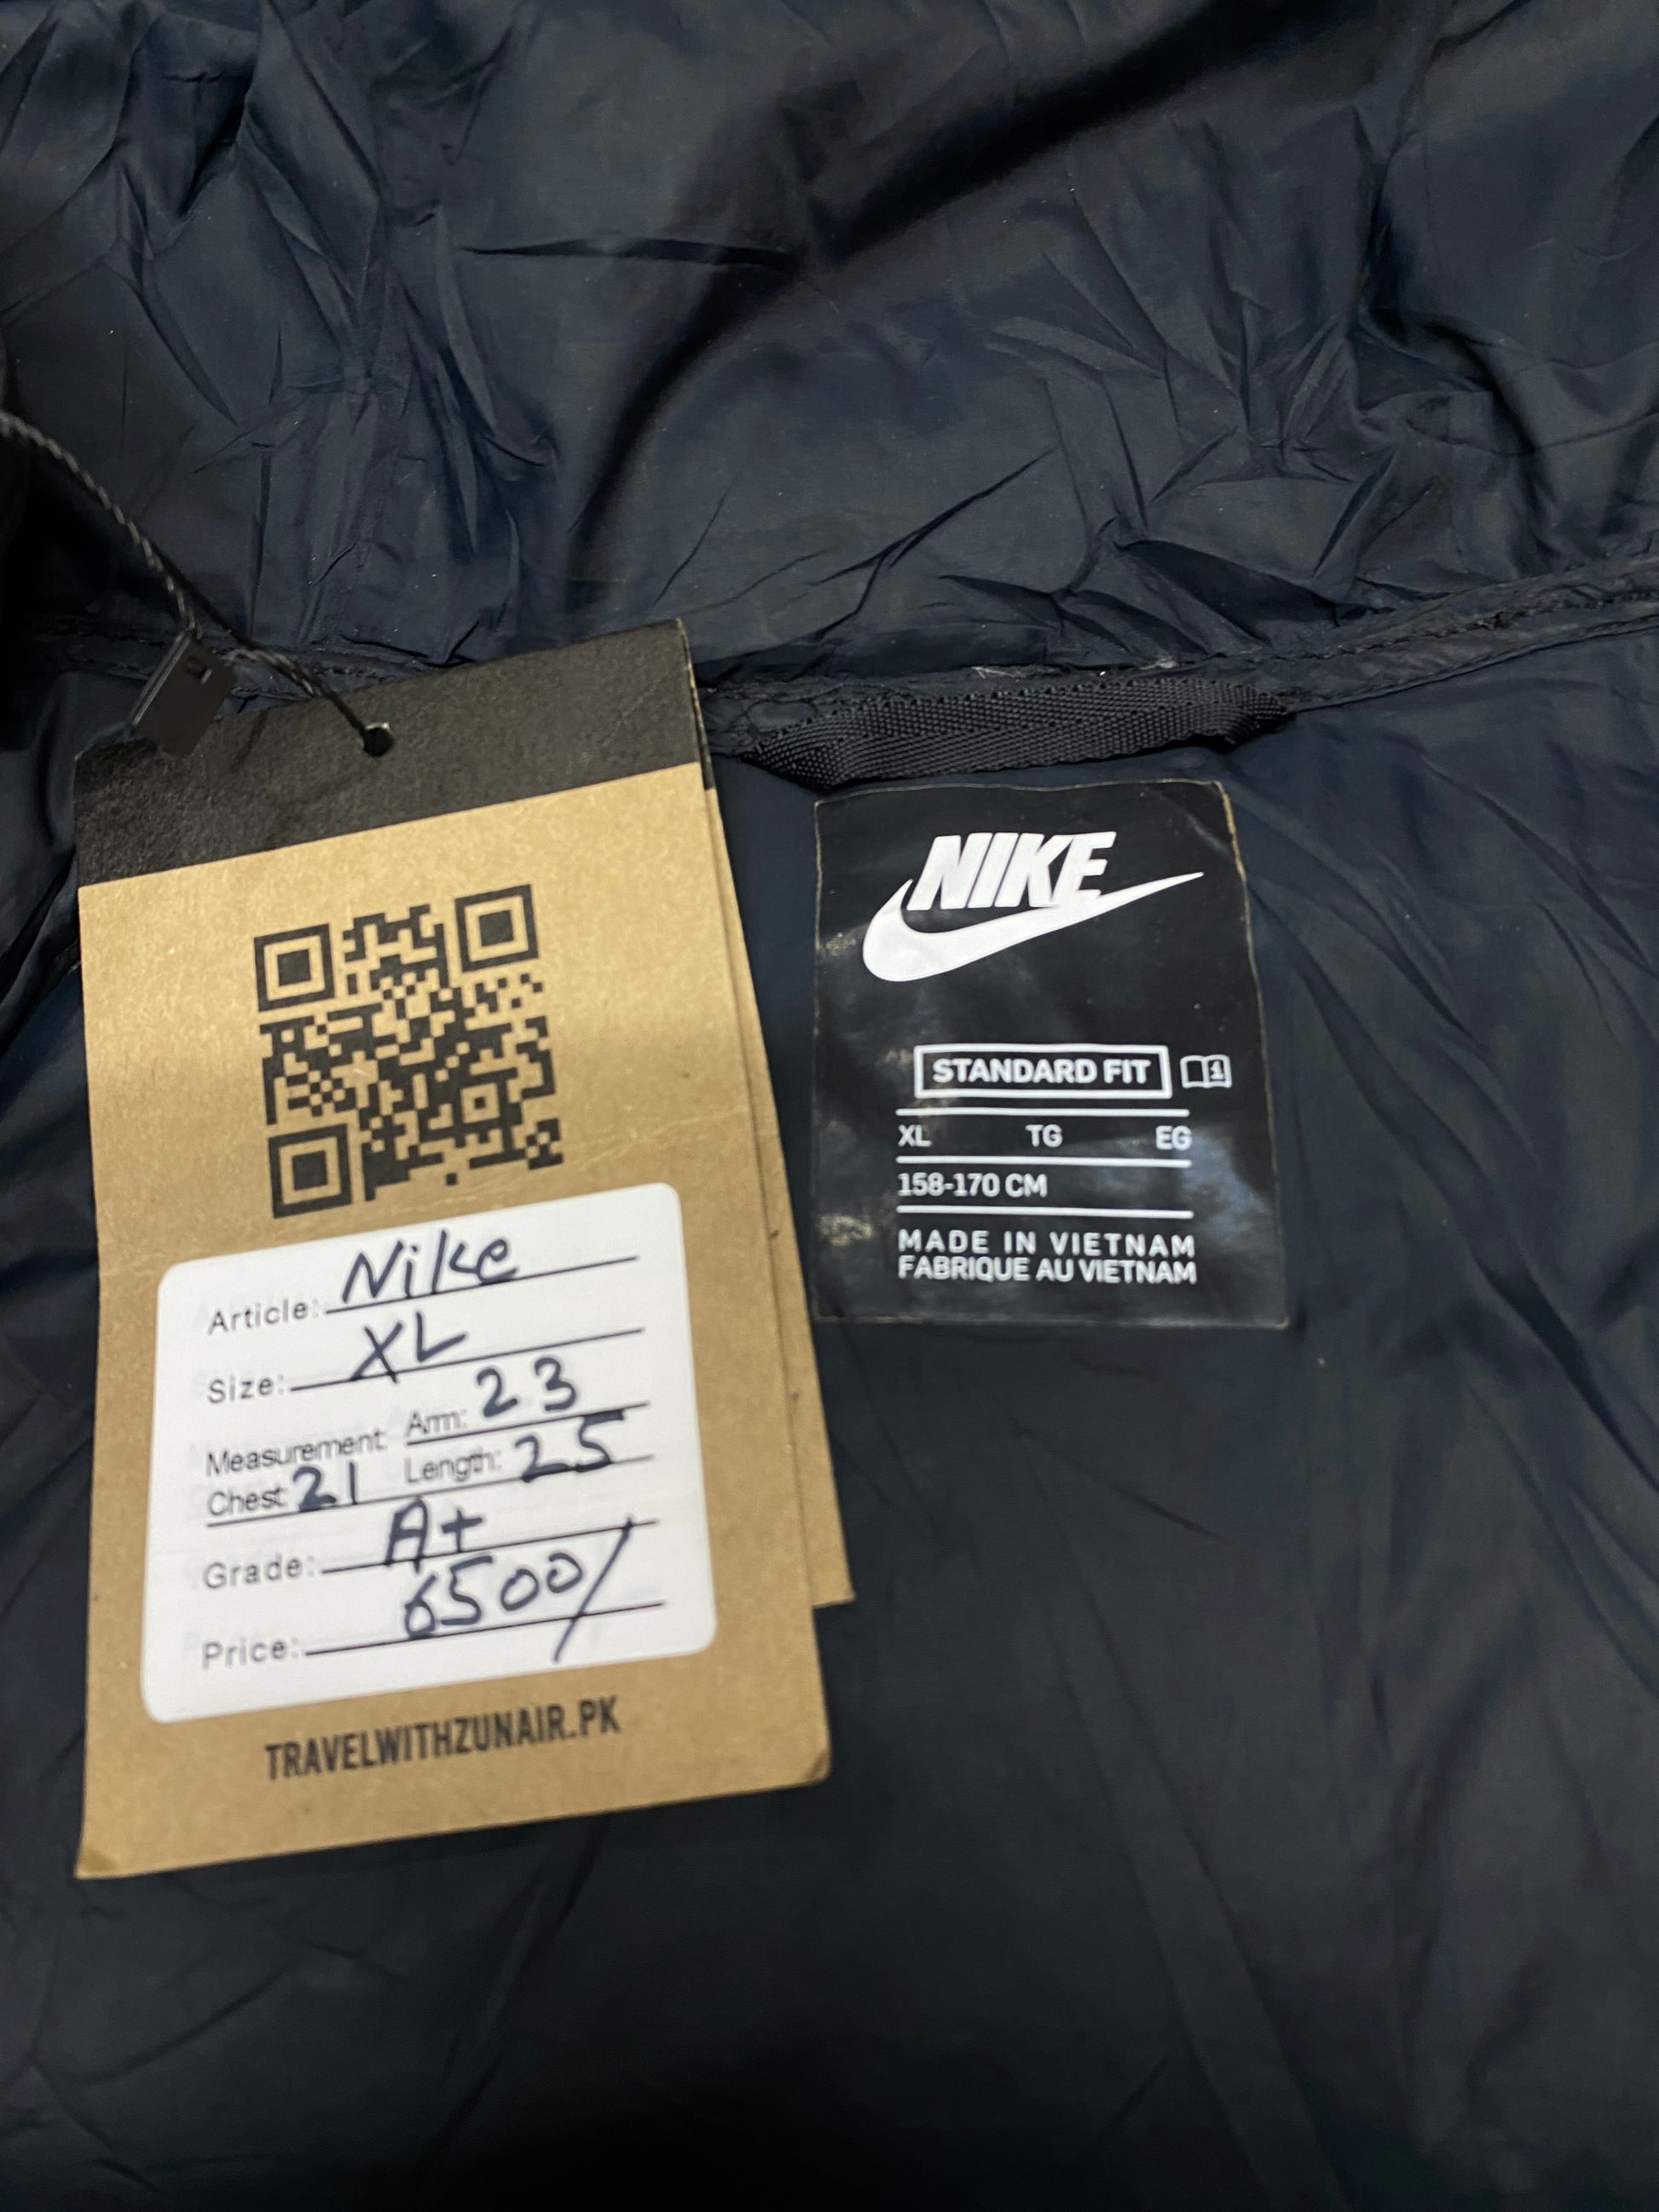 Article: Nike
Size: XL
Measurement: Arm: 23
Chest: 21 Length: 25
Grade: A+
Price: 6500/
TRAVELWITHZUNAIR.PK
NIKE
STANDARD FIT
XL TG EG
158-170 CM
MADE IN VIETNAM
FABRIQUE AU VIETNAM